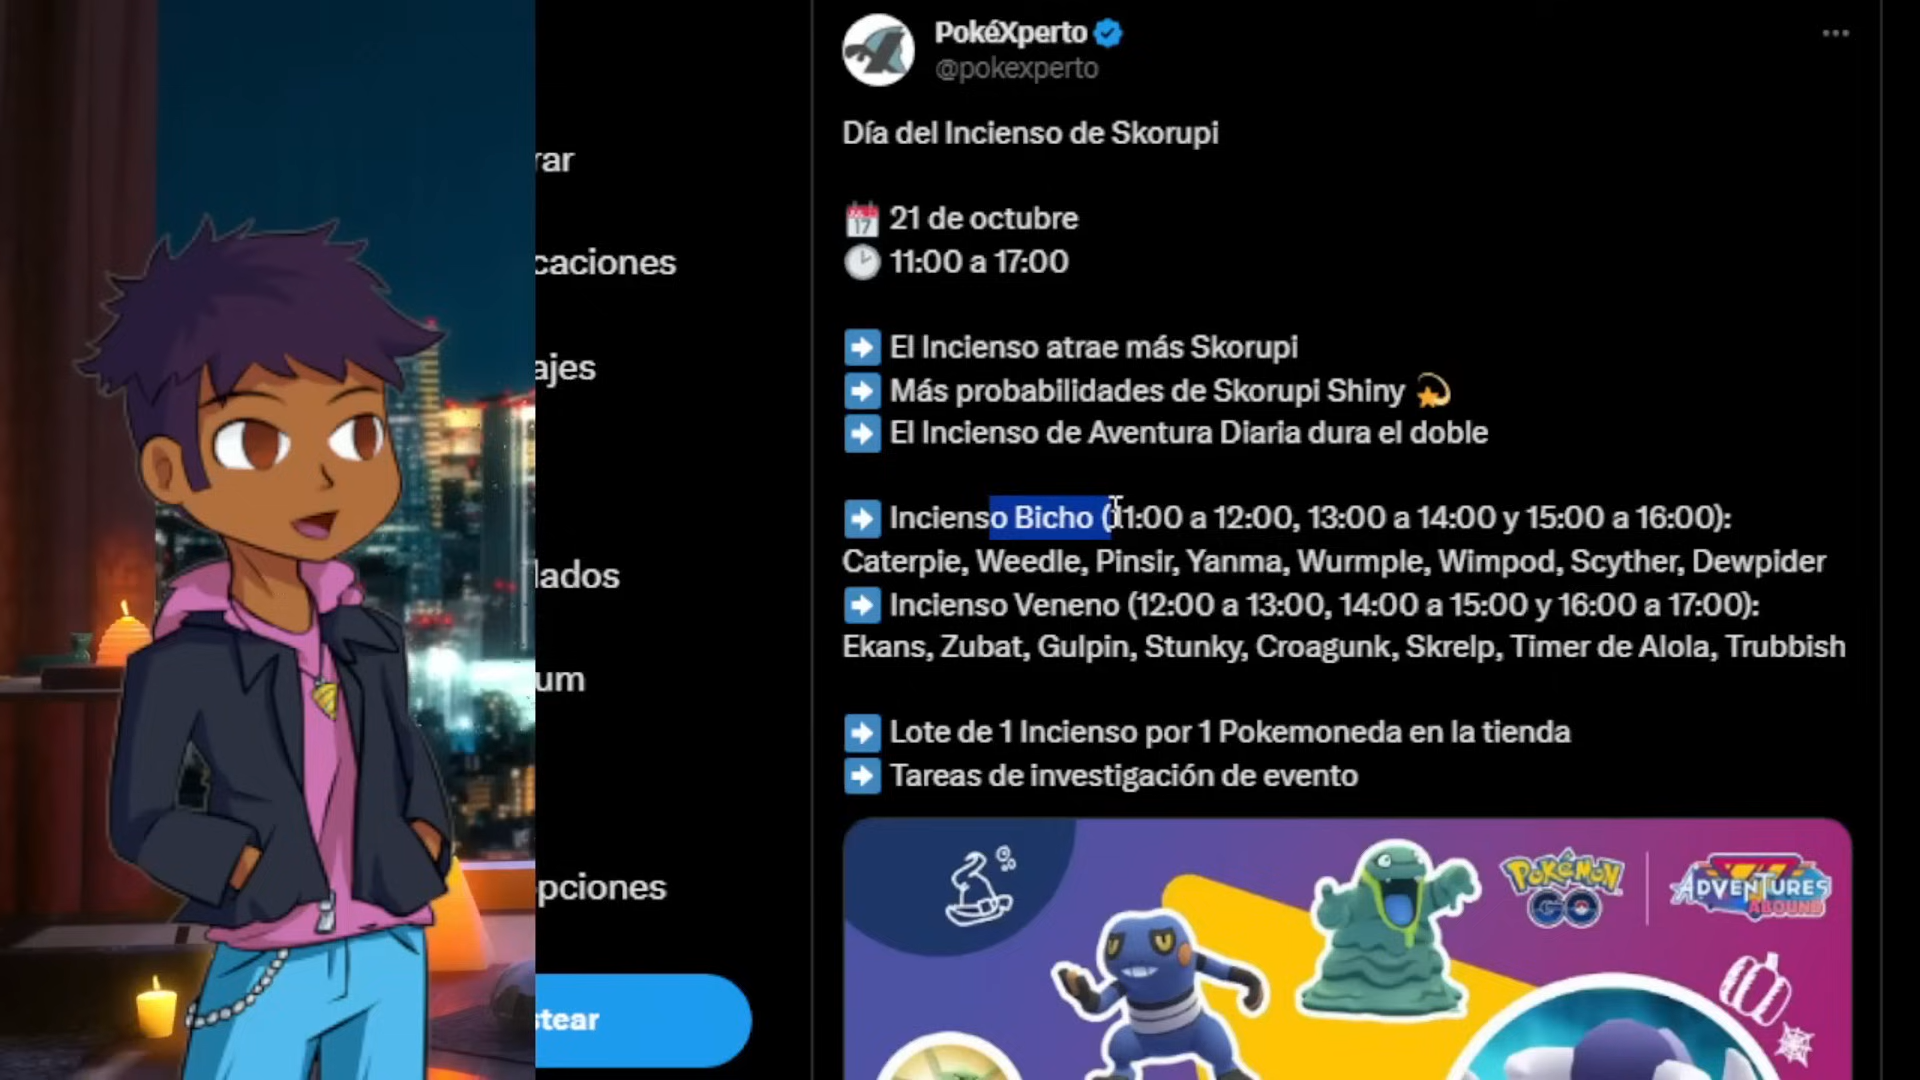 PokéXperto
@pokexperto
Día del Incienso de Skorupi
17
21 de octubre
11:00 a 17:00
El Incienso atrae más Skorupi
Más probabilidades de Skorupi Shiny
El Incienso de Aventura Diaria dura el doble
Incienso Bicho (11:00 a 12:00, 13:00 a 14:00 y 15:00 a 16:00):
Caterpie, Weedle, Pinsir, Yanma, Wurmple, Wimpod, Scyther, Dewpider
Incienso Veneno (12:00 a 13:00, 14:00 a 15:00 y 16:00 a 17:00):
Ekans, Zubat, Gulpin, Stunky, Croagunk, Skrelp, Timer de Alola, Trubbish
Lote de 1 Incienso por 1 Pokemoneda en la tienda
Tareas de investigación de evento
POKÉMON GO
ADVENTURES ABOUND
rar
caciones
ajes
lados
um
pciones
stear